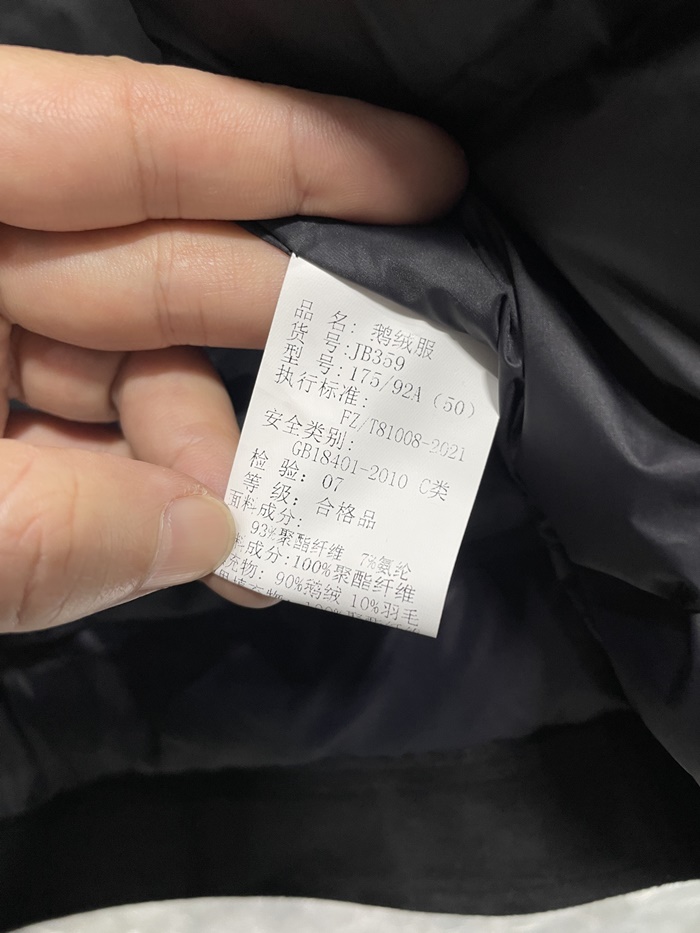 品 名: 鹅绒服
货 号:JB359
型 号:175/92A (50)
执行标准:
FZ/T81008-2021
安全类别:
GB18401-2010 C类
检 验: 07
等 级: 合格品
面料成分:
93%聚酯纤维 7%氨纶
成分:100%聚酯纤维
充物: 90%鹅绒 10%羽毛